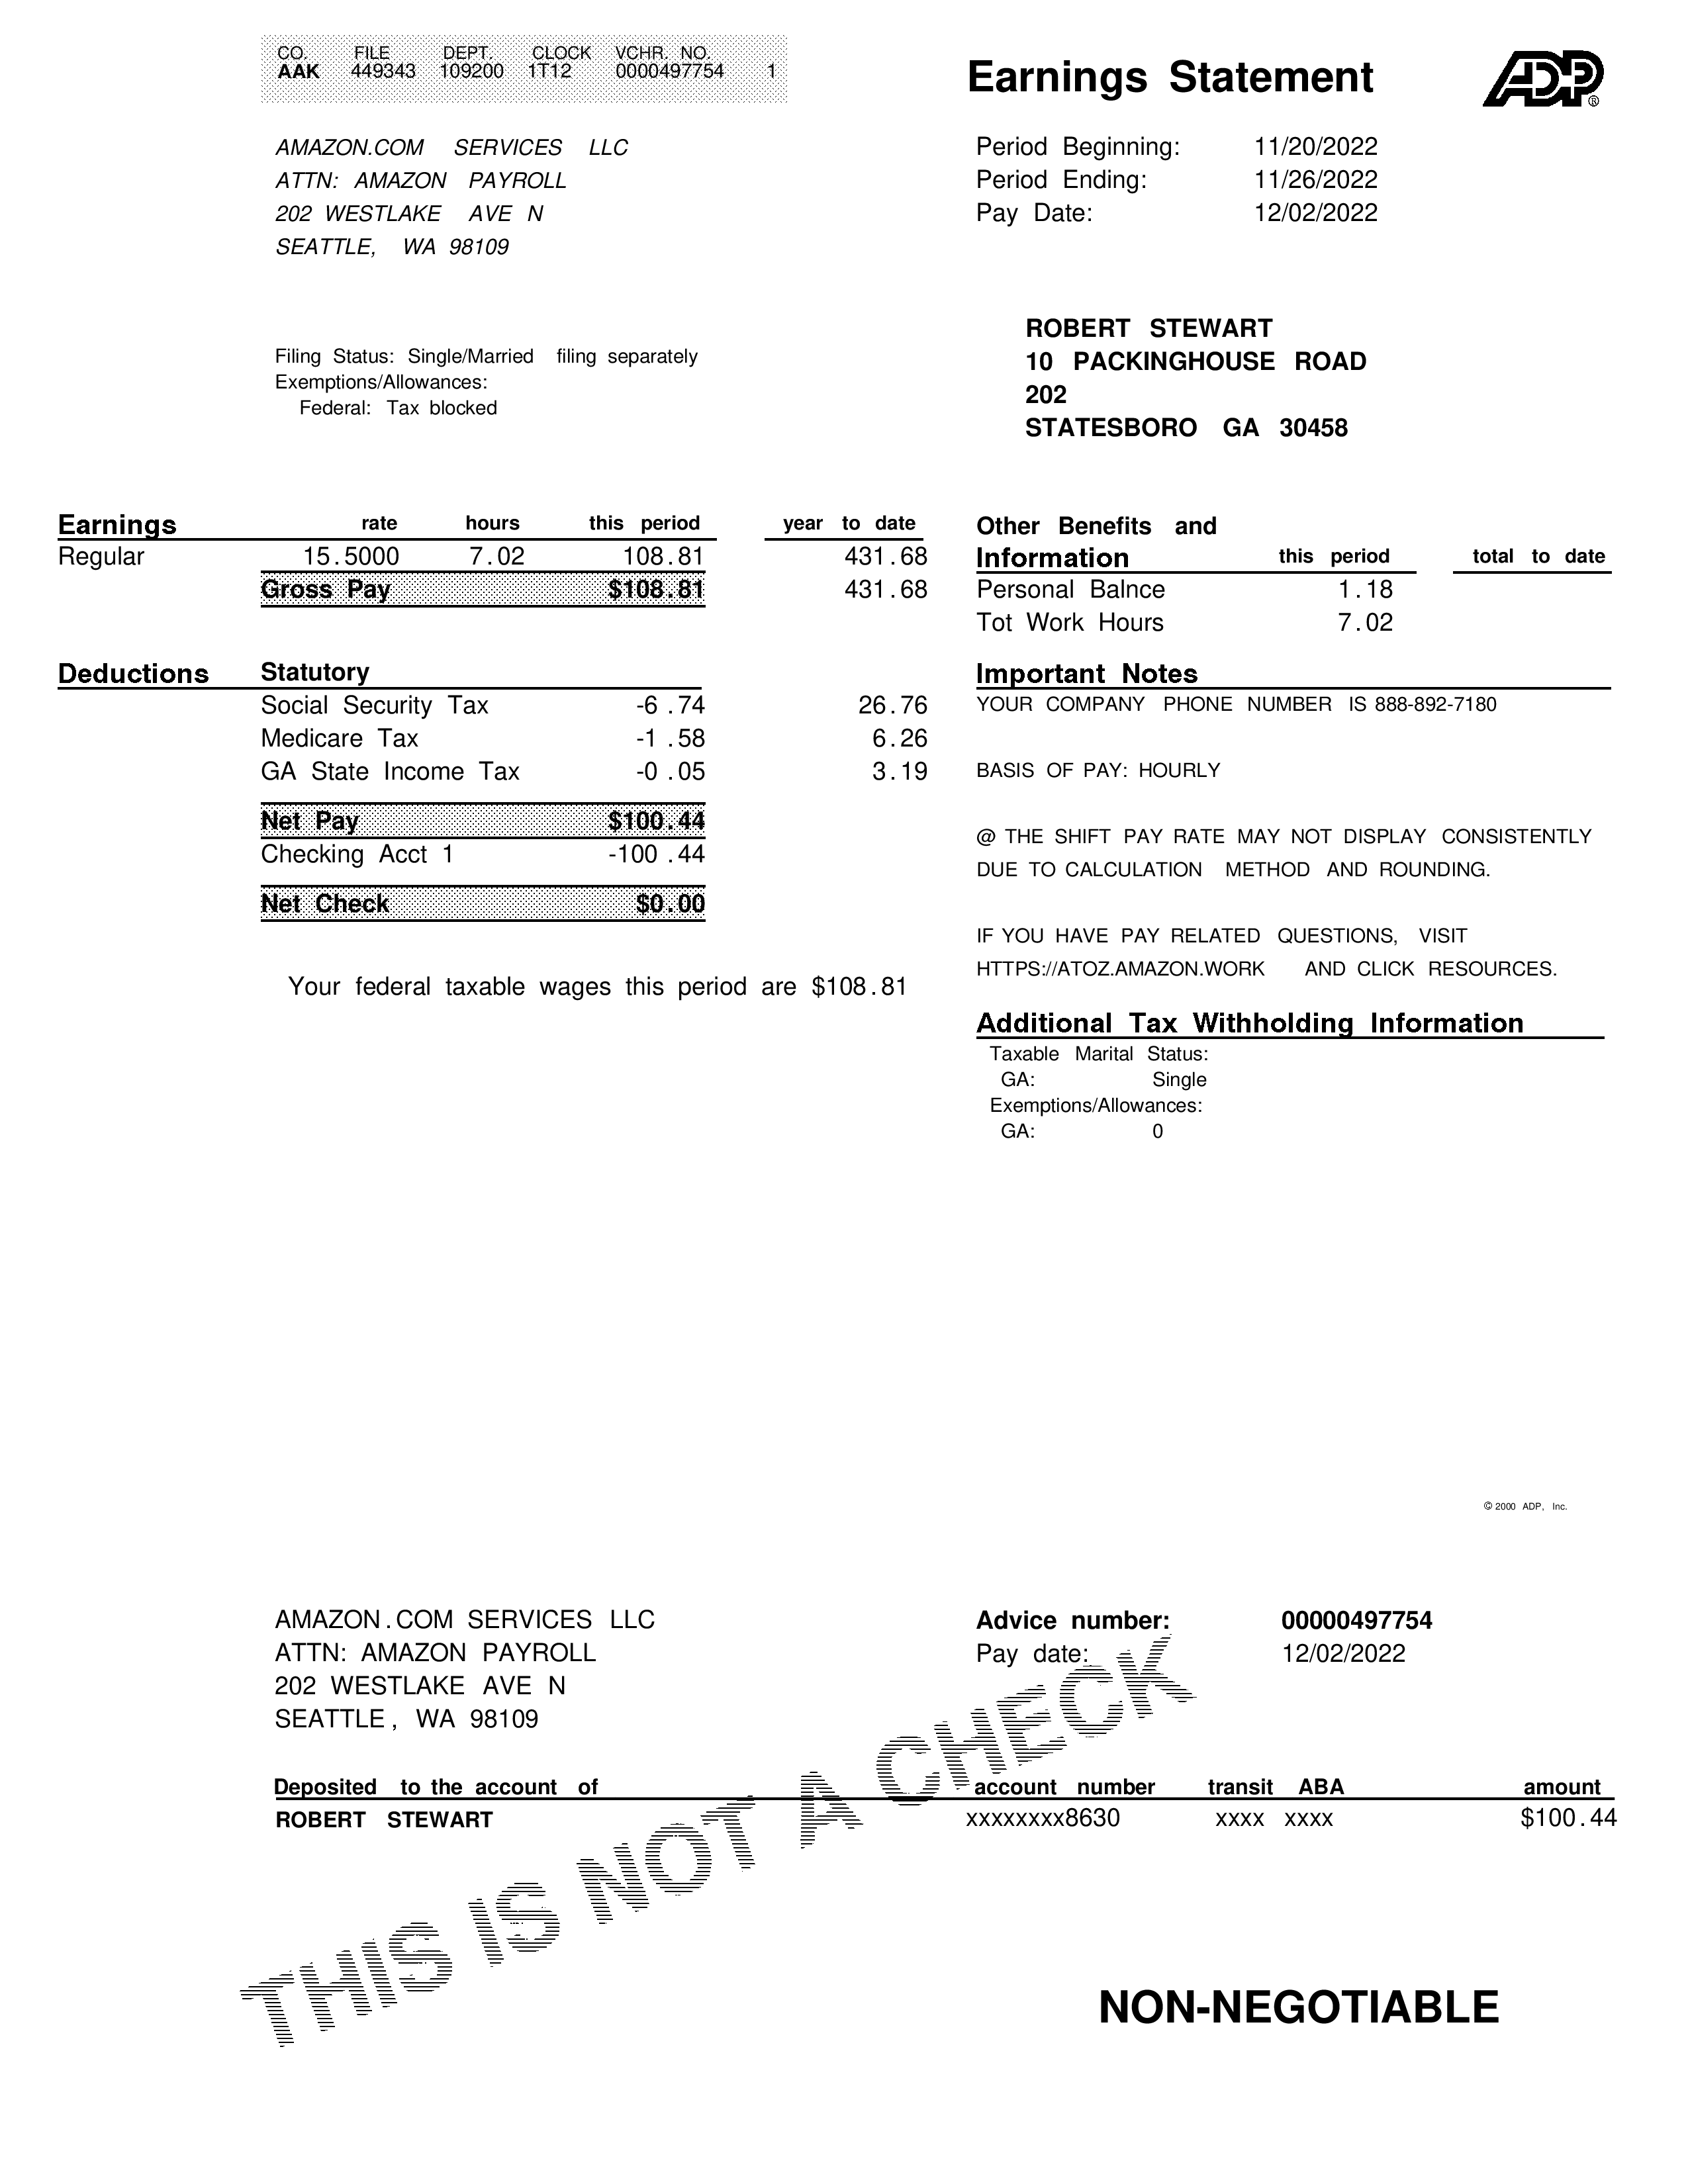 CO. FILE DEPT. CLOCK VCHR. NO.
AAK 449343 109200 1T12 0000497754 1
Earnings Statement
ADP®
AMAZON.COM SERVICES LLC
ATTN: AMAZON PAYROLL
202 WESTLAKE AVE N
SEATTLE, WA 98109
Period Beginning: 11/20/2022
Period Ending: 11/26/2022
Pay Date: 12/02/2022
Filing Status: Single/Married filing separately
Exemptions/Allowances:
Federal: Tax blocked
ROBERT STEWART
10 PACKINGHOUSE ROAD
202
STATESBORO GA 30458
Earnings rate hours this period year to date
Regular 15.5000 7.02 108.81 431.68
Gross Pay $108.81 431.68
Deductions Statutory
Social Security Tax -6.74 26.76
Medicare Tax -1.58 6.26
GA State Income Tax -0.05 3.19
Net Pay $100.44
Checking Acct 1 -100.44
Net Check $0.00
Your federal taxable wages this period are $108.81
Other Benefits and
Information this period total to date
Personal Balnce 1.18
Tot Work Hours 7.02
Important Notes
YOUR COMPANY PHONE NUMBER IS 888-892-7180
BASIS OF PAY: HOURLY
@ THE SHIFT PAY RATE MAY NOT DISPLAY CONSISTENTLY
DUE TO CALCULATION METHOD AND ROUNDING.
IF YOU HAVE PAY RELATED QUESTIONS, VISIT
HTTPS://ATOZ.AMAZON.WORK AND CLICK RESOURCES.
Additional Tax Withholding Information
Taxable Marital Status:
GA: Single
Exemptions/Allowances:
GA: 0
© 2000 ADP, Inc.
AMAZON.COM SERVICES LLC
ATTN: AMAZON PAYROLL
202 WESTLAKE AVE N
SEATTLE, WA 98109
Advice number: 00000497754
Pay date: 12/02/2022
Deposited to the account of account number transit ABA amount
ROBERT STEWART xxxxxxxx8630 xxxx xxxx $100.44
THIS IS NOT A CHECK
NON-NEGOTIABLE